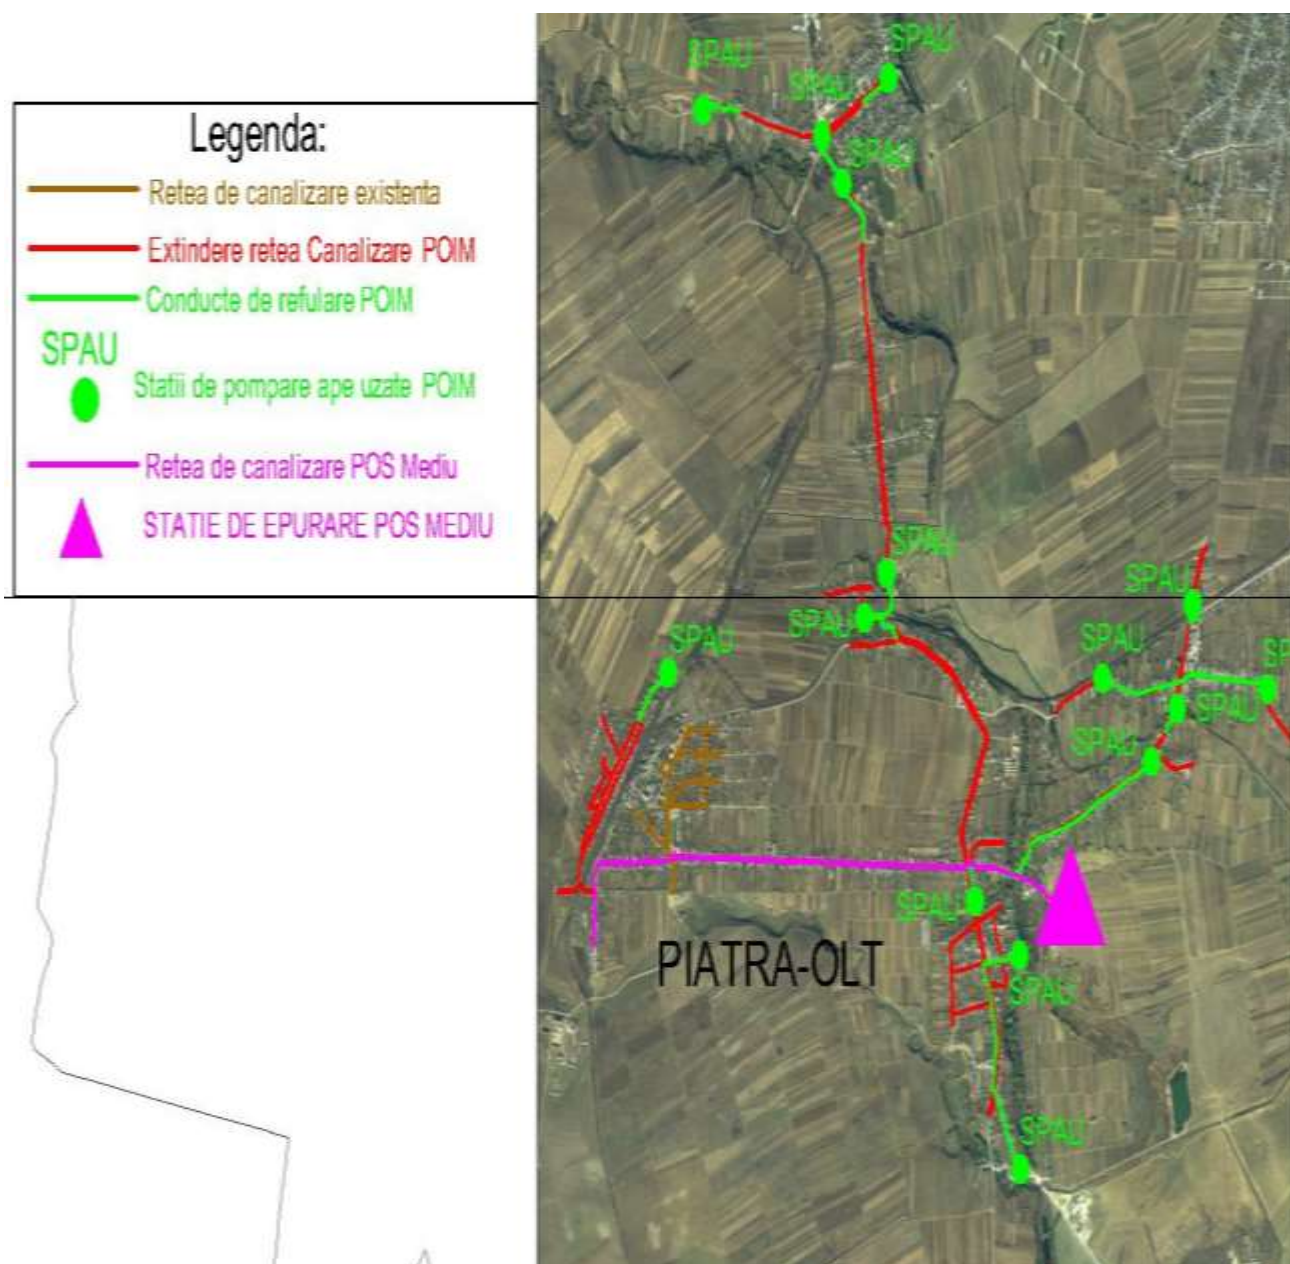 SPAU
SPAU
SPAU
SPAU
Legenda:
Retea de canalizare existenta
Extindere retea Canalizare POIM
Conducte de refulare POIM
SPAU
Statii de pompare ape uzate POIM
Retea de canalizare POS Mediu
STATIE DE EPURARE POS MEDIU
SPAU
SPAU
SPAU
SPAU
SPAU
SP
SPAU
SPAU
SPAU
PIATRA-OLT
SPAU
SPAU